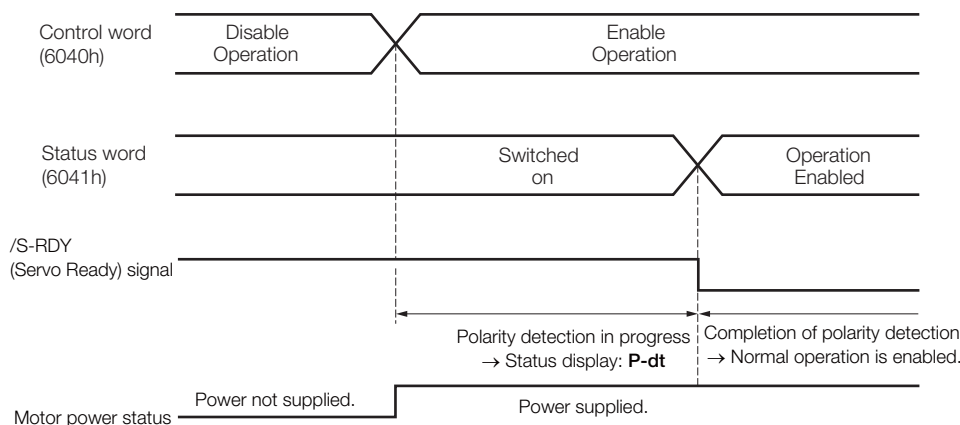 Control word
(6040h)
Disable
Operation
Enable
Operation
Status word
(6041h)
Switched
on
Operation
Enabled
/S-RDY
(Servo Ready) signal
Polarity detection in progress
→ Status display: P-dt
Completion of polarity detection
→ Normal operation is enabled.
Motor power status
Power not supplied.
Power supplied.